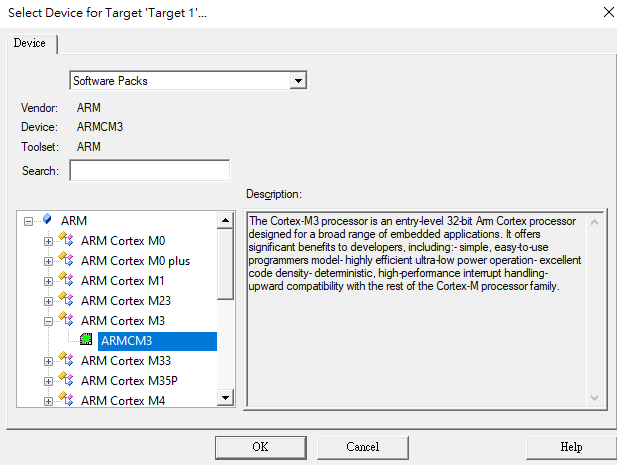 Select Device for Target 'Target 1'...
Device
Software Packs
Vendor: ARM
Device: ARMCM3
Toolset: ARM
Search:
Description:
ARM
ARM Cortex M0
ARM Cortex M0 plus
ARM Cortex M1
ARM Cortex M23
ARM Cortex M3
ARMCM3
ARM Cortex M33
ARM Cortex M35P
ARM Cortex M4
The Cortex-M3 processor is an entry-level 32-bit Arm Cortex processor
designed for a broad range of embedded applications. It offers
significant benefits to developers, including:- simple, easy-to-use
programmers model- highly efficient ultra-low power operation- excellent
code density- deterministic, high-performance interrupt handling-
upward compatibility with the rest of the Cortex-M processor family.
OK
Cancel
Help